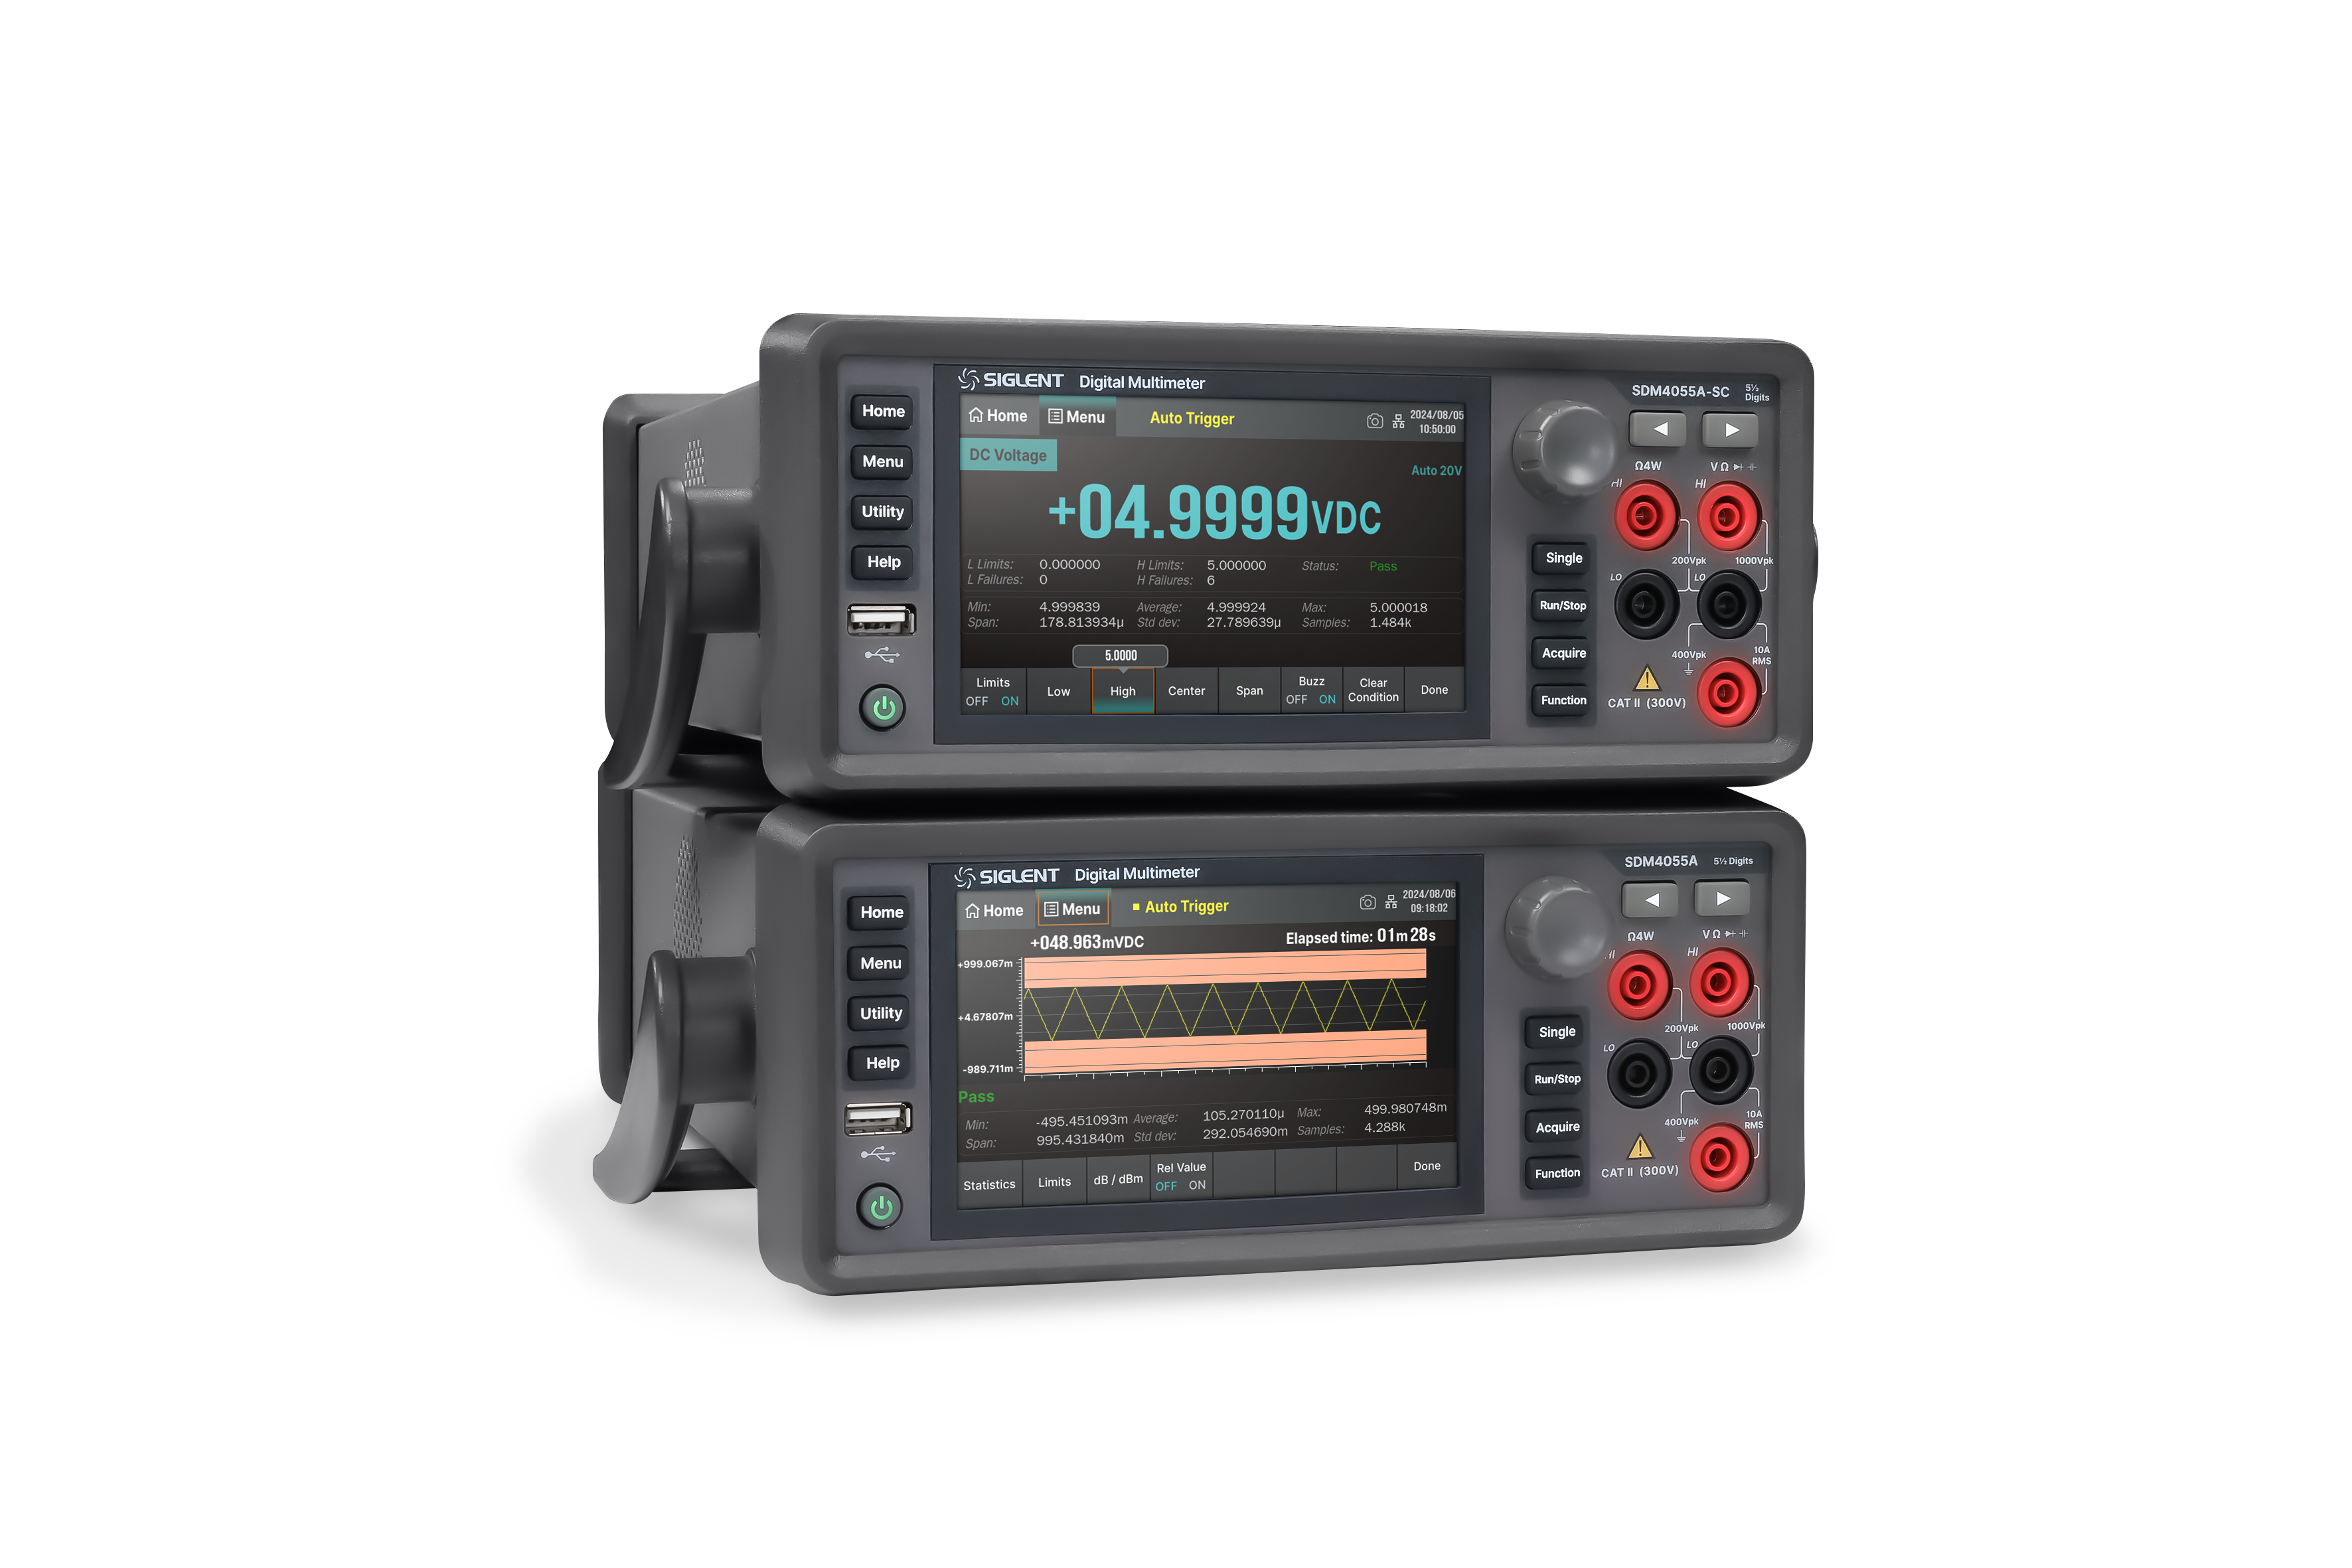 SIGLENT Digital Multimeter
SDM4055A-SC 5½ Digits
Home
Menu
Utility
Help
Home Menu Auto Trigger 2024/08/05 10:50:00
DC Voltage
Auto 20V
+04.9999VDC
L Limits: 0.000000 H Limits: 5.000000 Status: Pass
L Failures: 0 H Failures: 6
Min: 4.999839 Average: 4.999924 Max: 5.000018
Span: 178.813934µ Std dev: 27.789639µ Samples: 1.484k
5.0000
Limits OFF ON Low High Center Span Buzz OFF ON Clear Condition Done
Single
Run/Stop
Acquire
Function
Ω4W VΩ
HI HI
200Vpk 1000Vpk
LO LO
400Vpk 10A RMS
CAT II (300V)
SIGLENT Digital Multimeter
SDM4055A 5½ Digits
Home
Menu
Utility
Help
Home Menu Auto Trigger 2024/08/06 09:18:02
+048.963mVDC Elapsed time: 01m 28s
+999.067m
+4.67807m
-989.711m
Pass
Min: -495.451093m Average: 105.270110µ Max: 499.980748m
Span: 995.431840m Std dev: 292.054690m Samples: 4.288k
Statistics Limits dB / dBm Rel Value OFF ON Done
Single
Run/Stop
Acquire
Function
Ω4W VΩ
HI HI
200Vpk 1000Vpk
LO LO
400Vpk 10A RMS
CAT II (300V)